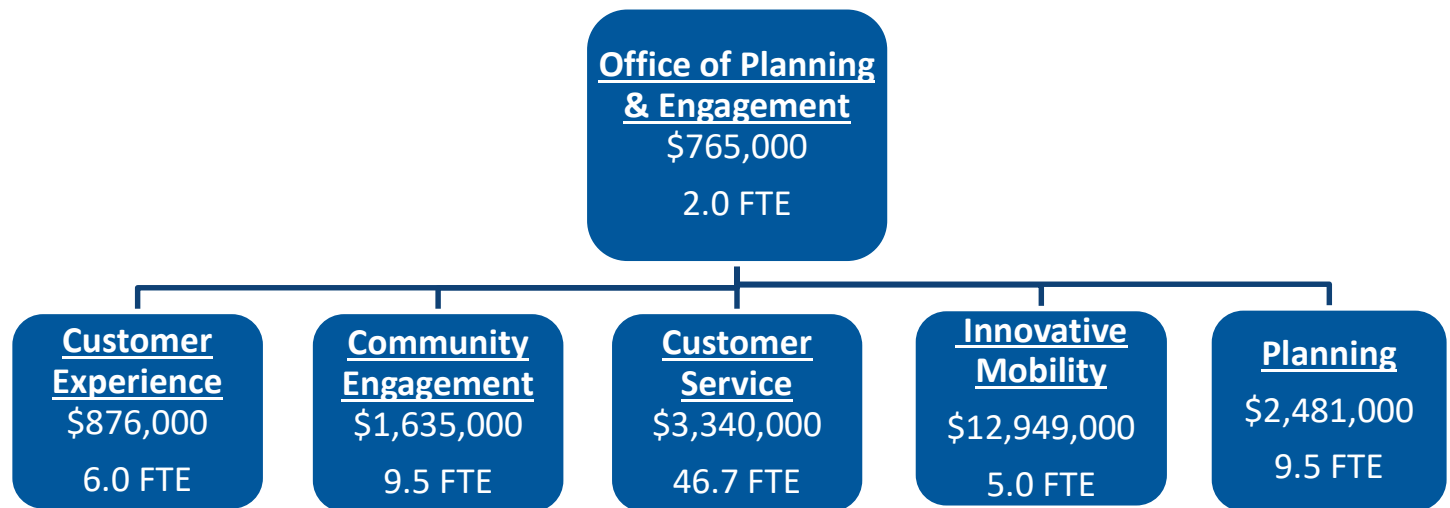 Office of Planning
& Engagement
$765,000
2.0 FTE
Customer
Experience
$876,000
6.0 FTE
Community
Engagement
$1,635,000
9.5 FTE
Customer
Service
$3,340,000
46.7 FTE
Innovative
Mobility
$12,949,000
5.0 FTE
Planning
$2,481,000
9.5 FTE